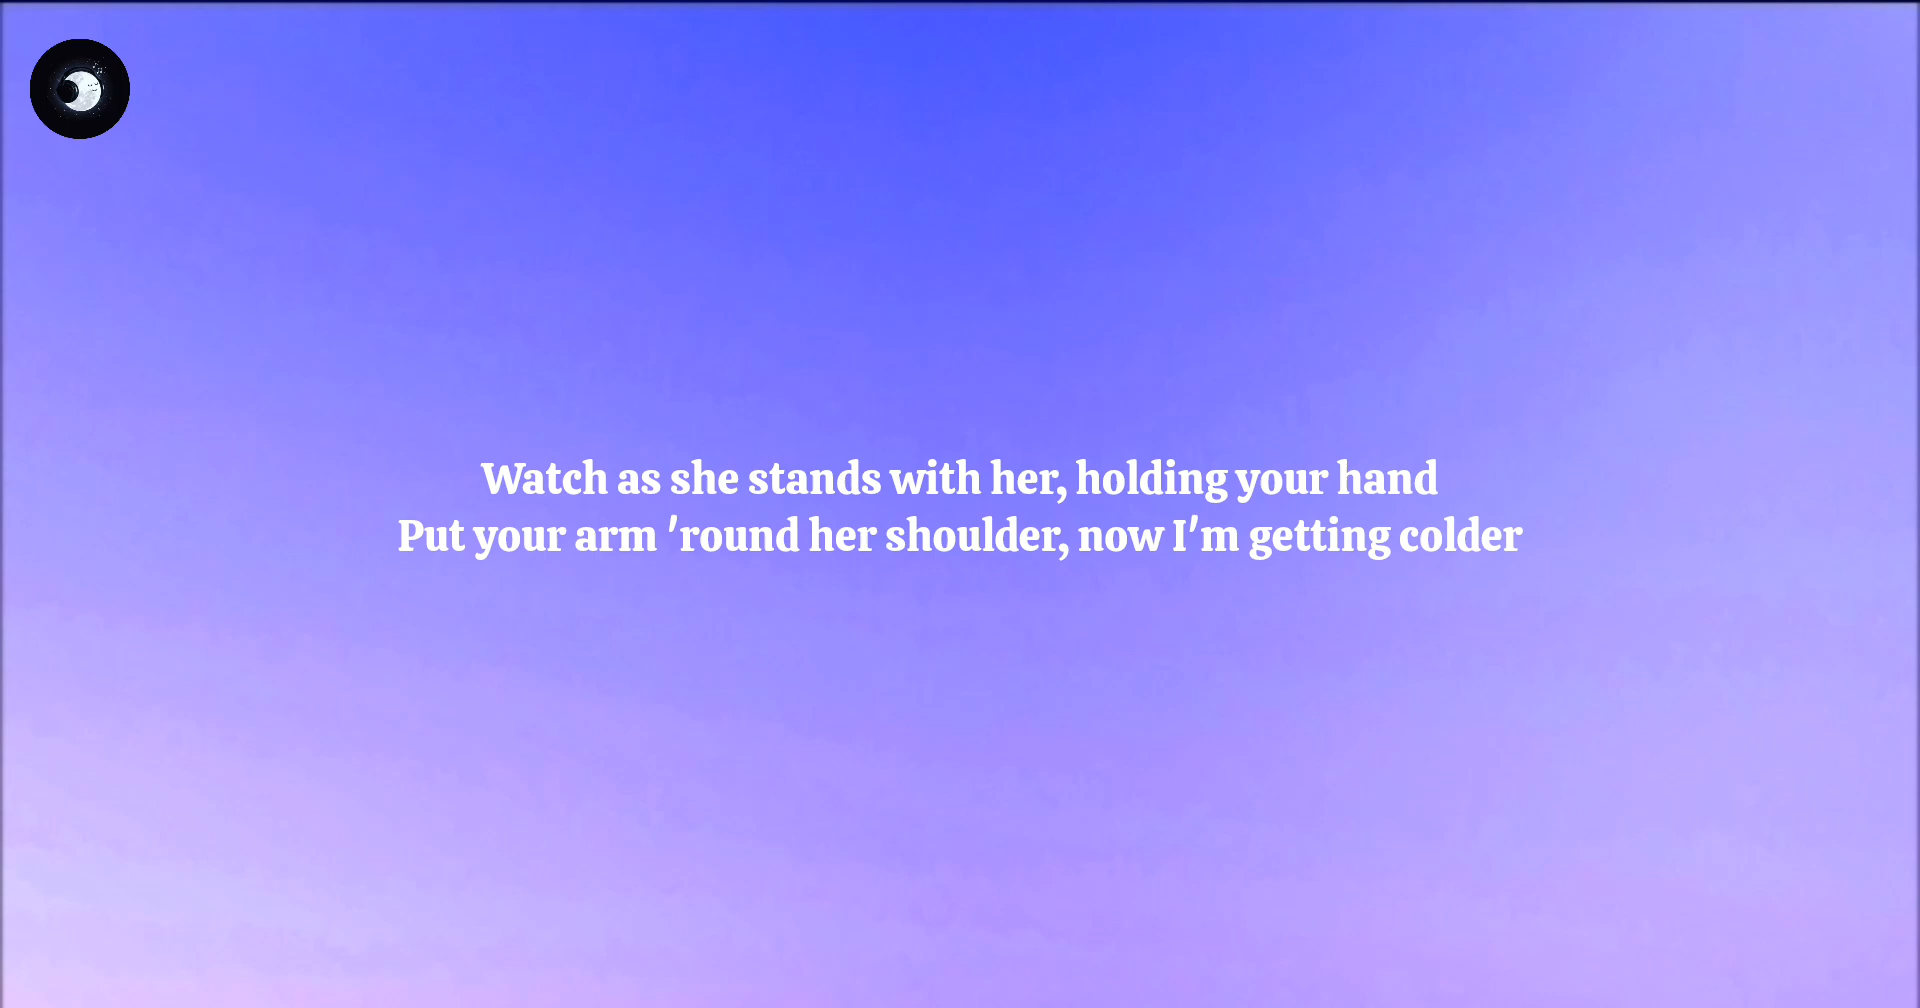 Watch as she stands with her, holding your hand
Put your arm 'round her shoulder, now I'm getting colder